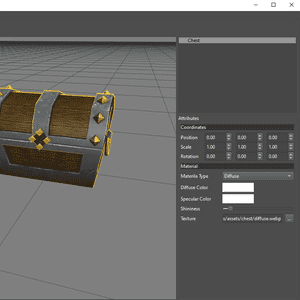 Chest
Attributes
Coordinates
Position 0.00 0.00 0.00
Scale 1.00 1.00 1.00
Rotation 0.00 0.00 0.00
Material
Materila Type Diffuse
Diffuse Color
Specular Color
Shininess
Texture s/assets/chest/diffuse.webp ...